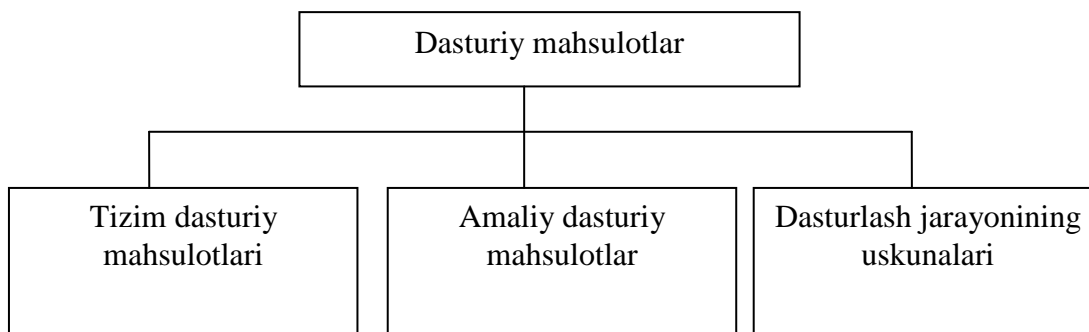 Dasturiy mahsulotlar
Tizim dasturiy
mahsulotlari
Amaliy dasturiy
mahsulotlar
Dasturlash jarayonining
uskunalari